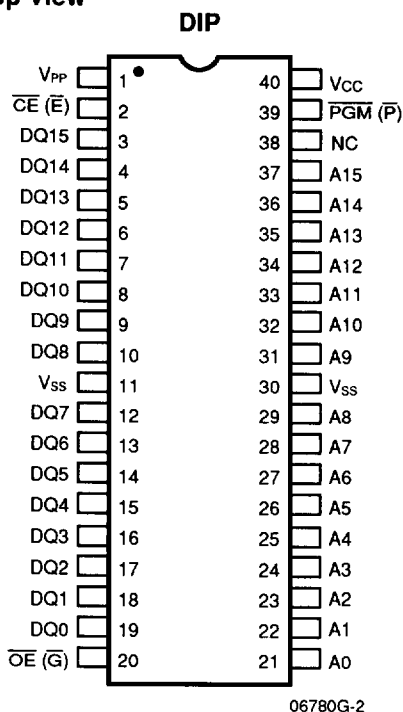 Top View
DIP
VPP 1 40 VCC
CE (E) 2 39 PGM (P)
DQ15 3 38 NC
DQ14 4 37 A15
DQ13 5 36 A14
DQ12 6 35 A13
DQ11 7 34 A12
DQ10 8 33 A11
DQ9 9 32 A10
DQ8 10 31 A9
VSS 11 30 VSS
DQ7 12 29 A8
DQ6 13 28 A7
DQ5 14 27 A6
DQ4 15 26 A5
DQ3 16 25 A4
DQ2 17 24 A3
DQ1 18 23 A2
DQ0 19 22 A1
OE (G) 20 21 A0
06780G-2